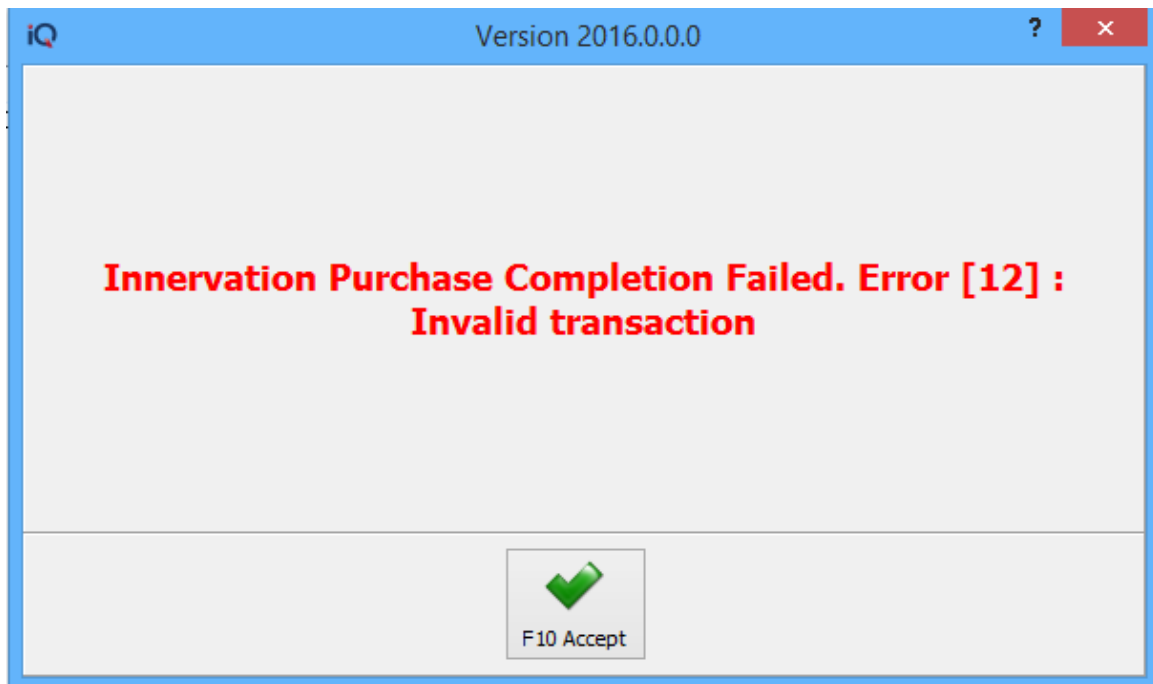 iQ Version 2016.0.0.0 ? ×
Innervation Purchase Completion Failed. Error [12] :
Invalid transaction
F10 Accept